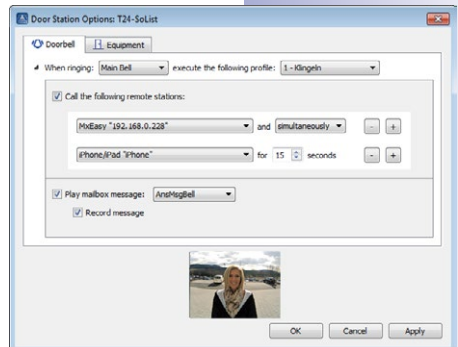 Door Station Options: T24-SoList
Doorbell Equipment
When ringing: Main Bell execute the following profile: 1 - Klingeln
Call the following remote stations:
MxEasy "192.168.0.228" and simultaneously - +
iPhone/iPad "iPhone" for 15 seconds - +
Play mailbox message: AnsMsgBell
Record message
OK Cancel Apply